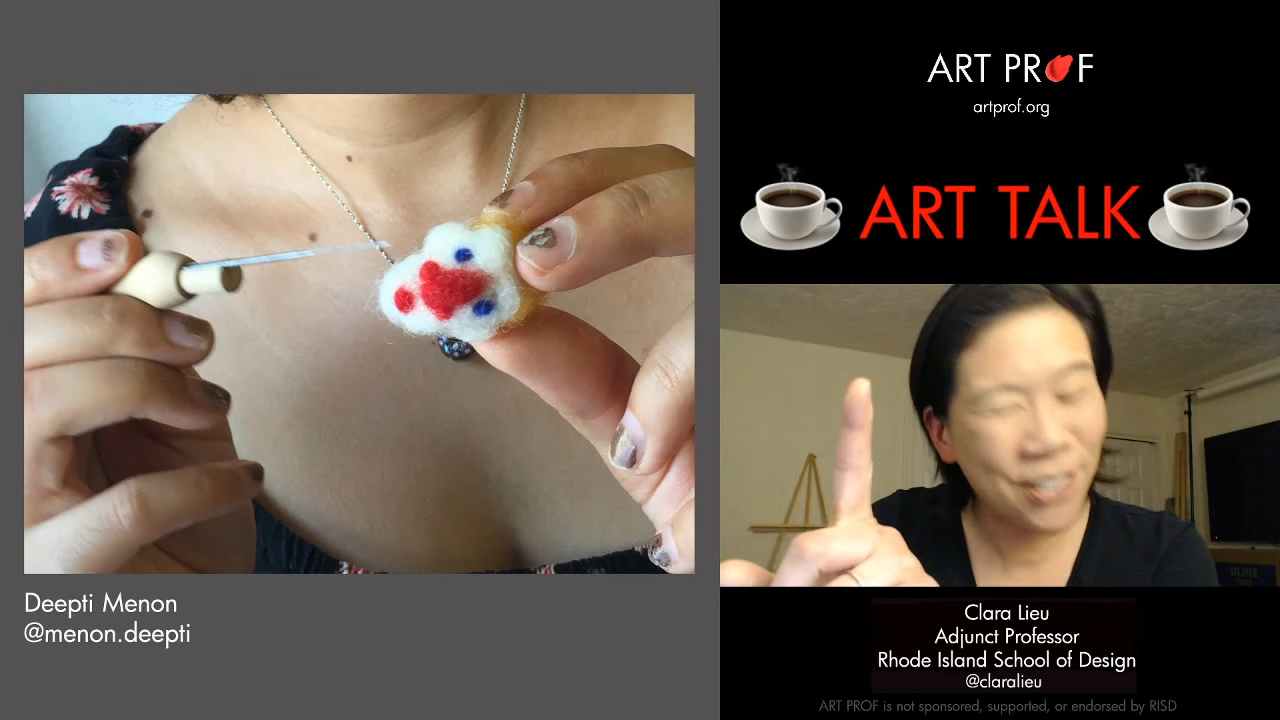 Deepti Menon
@menon.deepti
ART PROF
artprof.org
ART TALK
ULINE
Clara Lieu
Adjunct Professor
Rhode Island School of Design
@claralieu
ART PROF is not sponsored, supported, or endorsed by RISD